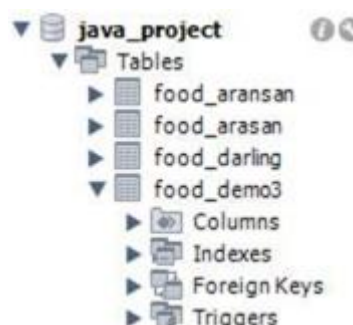 java_project
Tables
food_aransan
food_arasan
food_darling
food_demo3
Columns
Indexes
Foreign Keys
Triggers